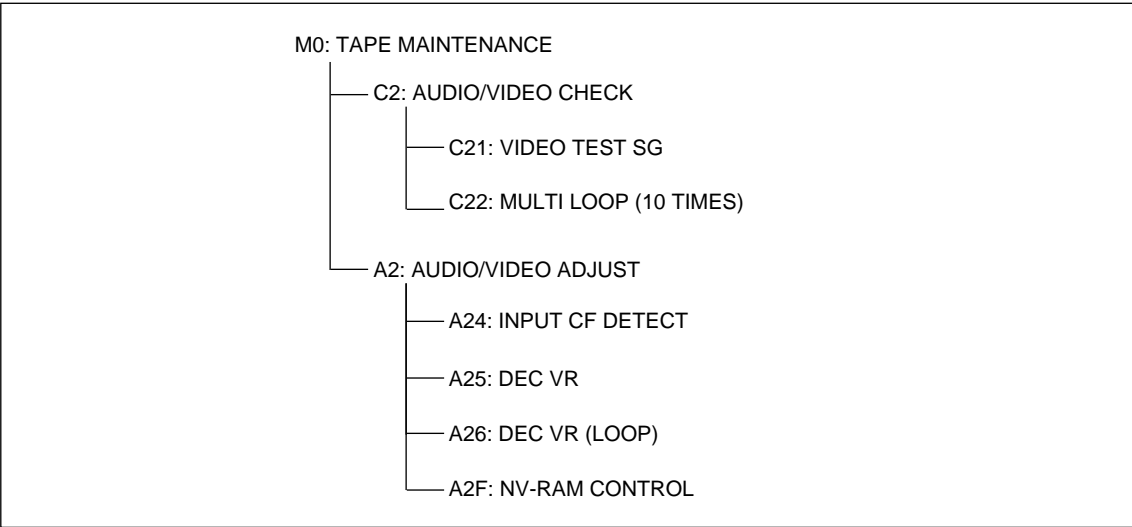 M0: TAPE MAINTENANCE
C2: AUDIO/VIDEO CHECK
C21: VIDEO TEST SG
C22: MULTI LOOP (10 TIMES)
A2: AUDIO/VIDEO ADJUST
A24: INPUT CF DETECT
A25: DEC VR
A26: DEC VR (LOOP)
A2F: NV-RAM CONTROL